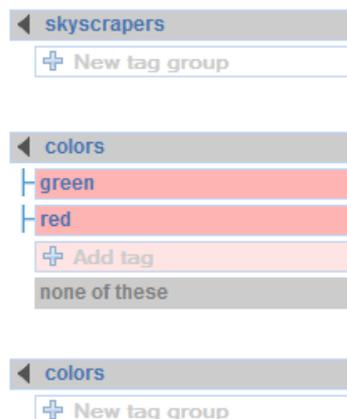 skyscrapers
New tag group
colors
green
red
Add tag
none of these
colors
New tag group